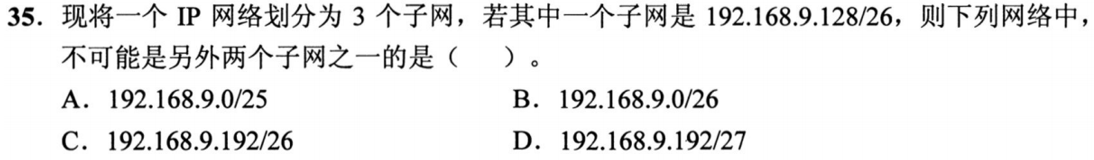 35. 现将一个 IP 网络划分为 3 个子网，若其中一个子网是 192.168.9.128/26，则下列网络中，
不可能是另外两个子网之一的是（ ）。
A. 192.168.9.0/25 B. 192.168.9.0/26
C. 192.168.9.192/26 D. 192.168.9.192/27